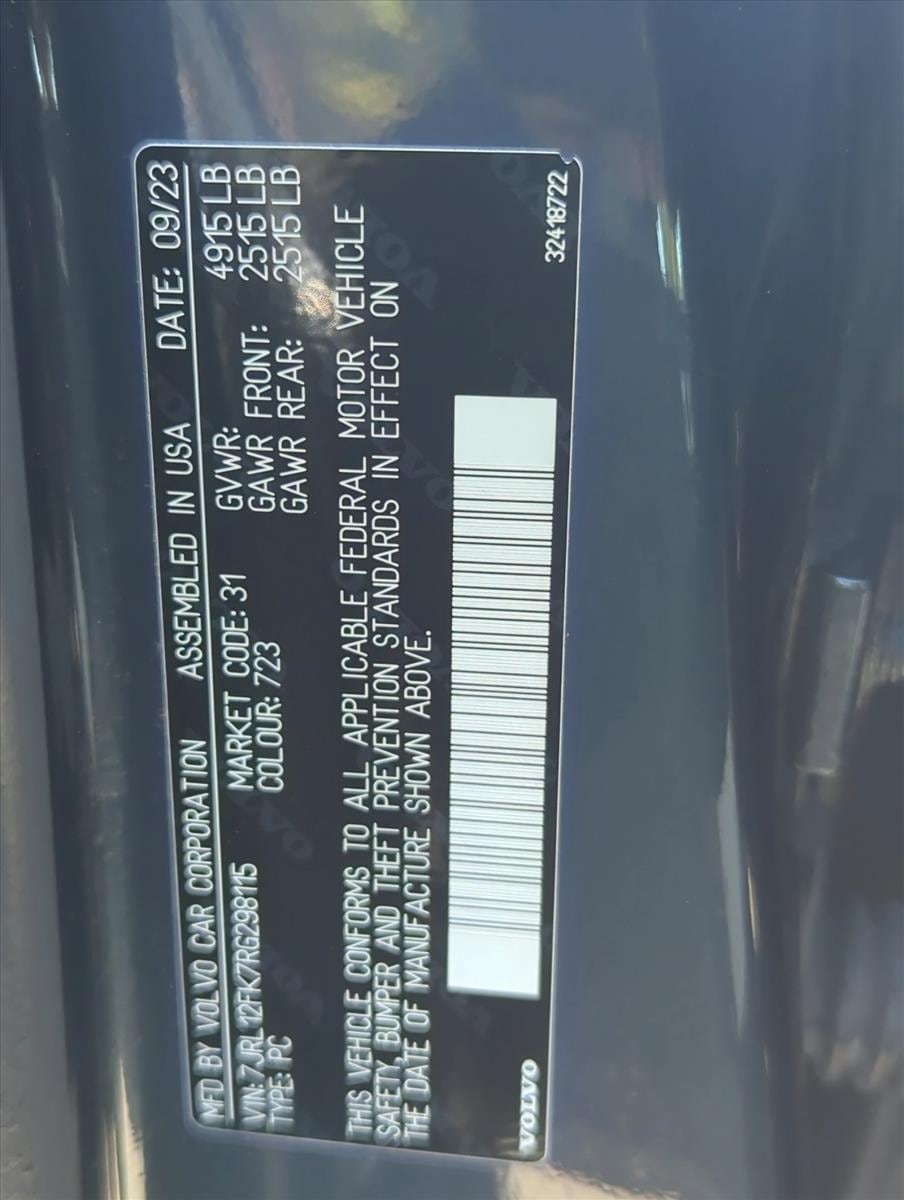 MFD BY VOLVO CAR CORPORATION ASSEMBLED IN USA DATE: 09/23
VIN: 7JRL12FK7RG298115 MARKET CODE: 31 GVWR: 4915 LB
TYPE: PC COLOUR: 723 GAWR FRONT: 2515 LB
GAWR REAR: 2515 LB
THIS VEHICLE CONFORMS TO ALL APPLICABLE FEDERAL MOTOR VEHICLE
SAFETY, BUMPER AND THEFT PREVENTION STANDARDS IN EFFECT ON
THE DATE OF MANUFACTURE SHOWN ABOVE.
VOLVO 32418722